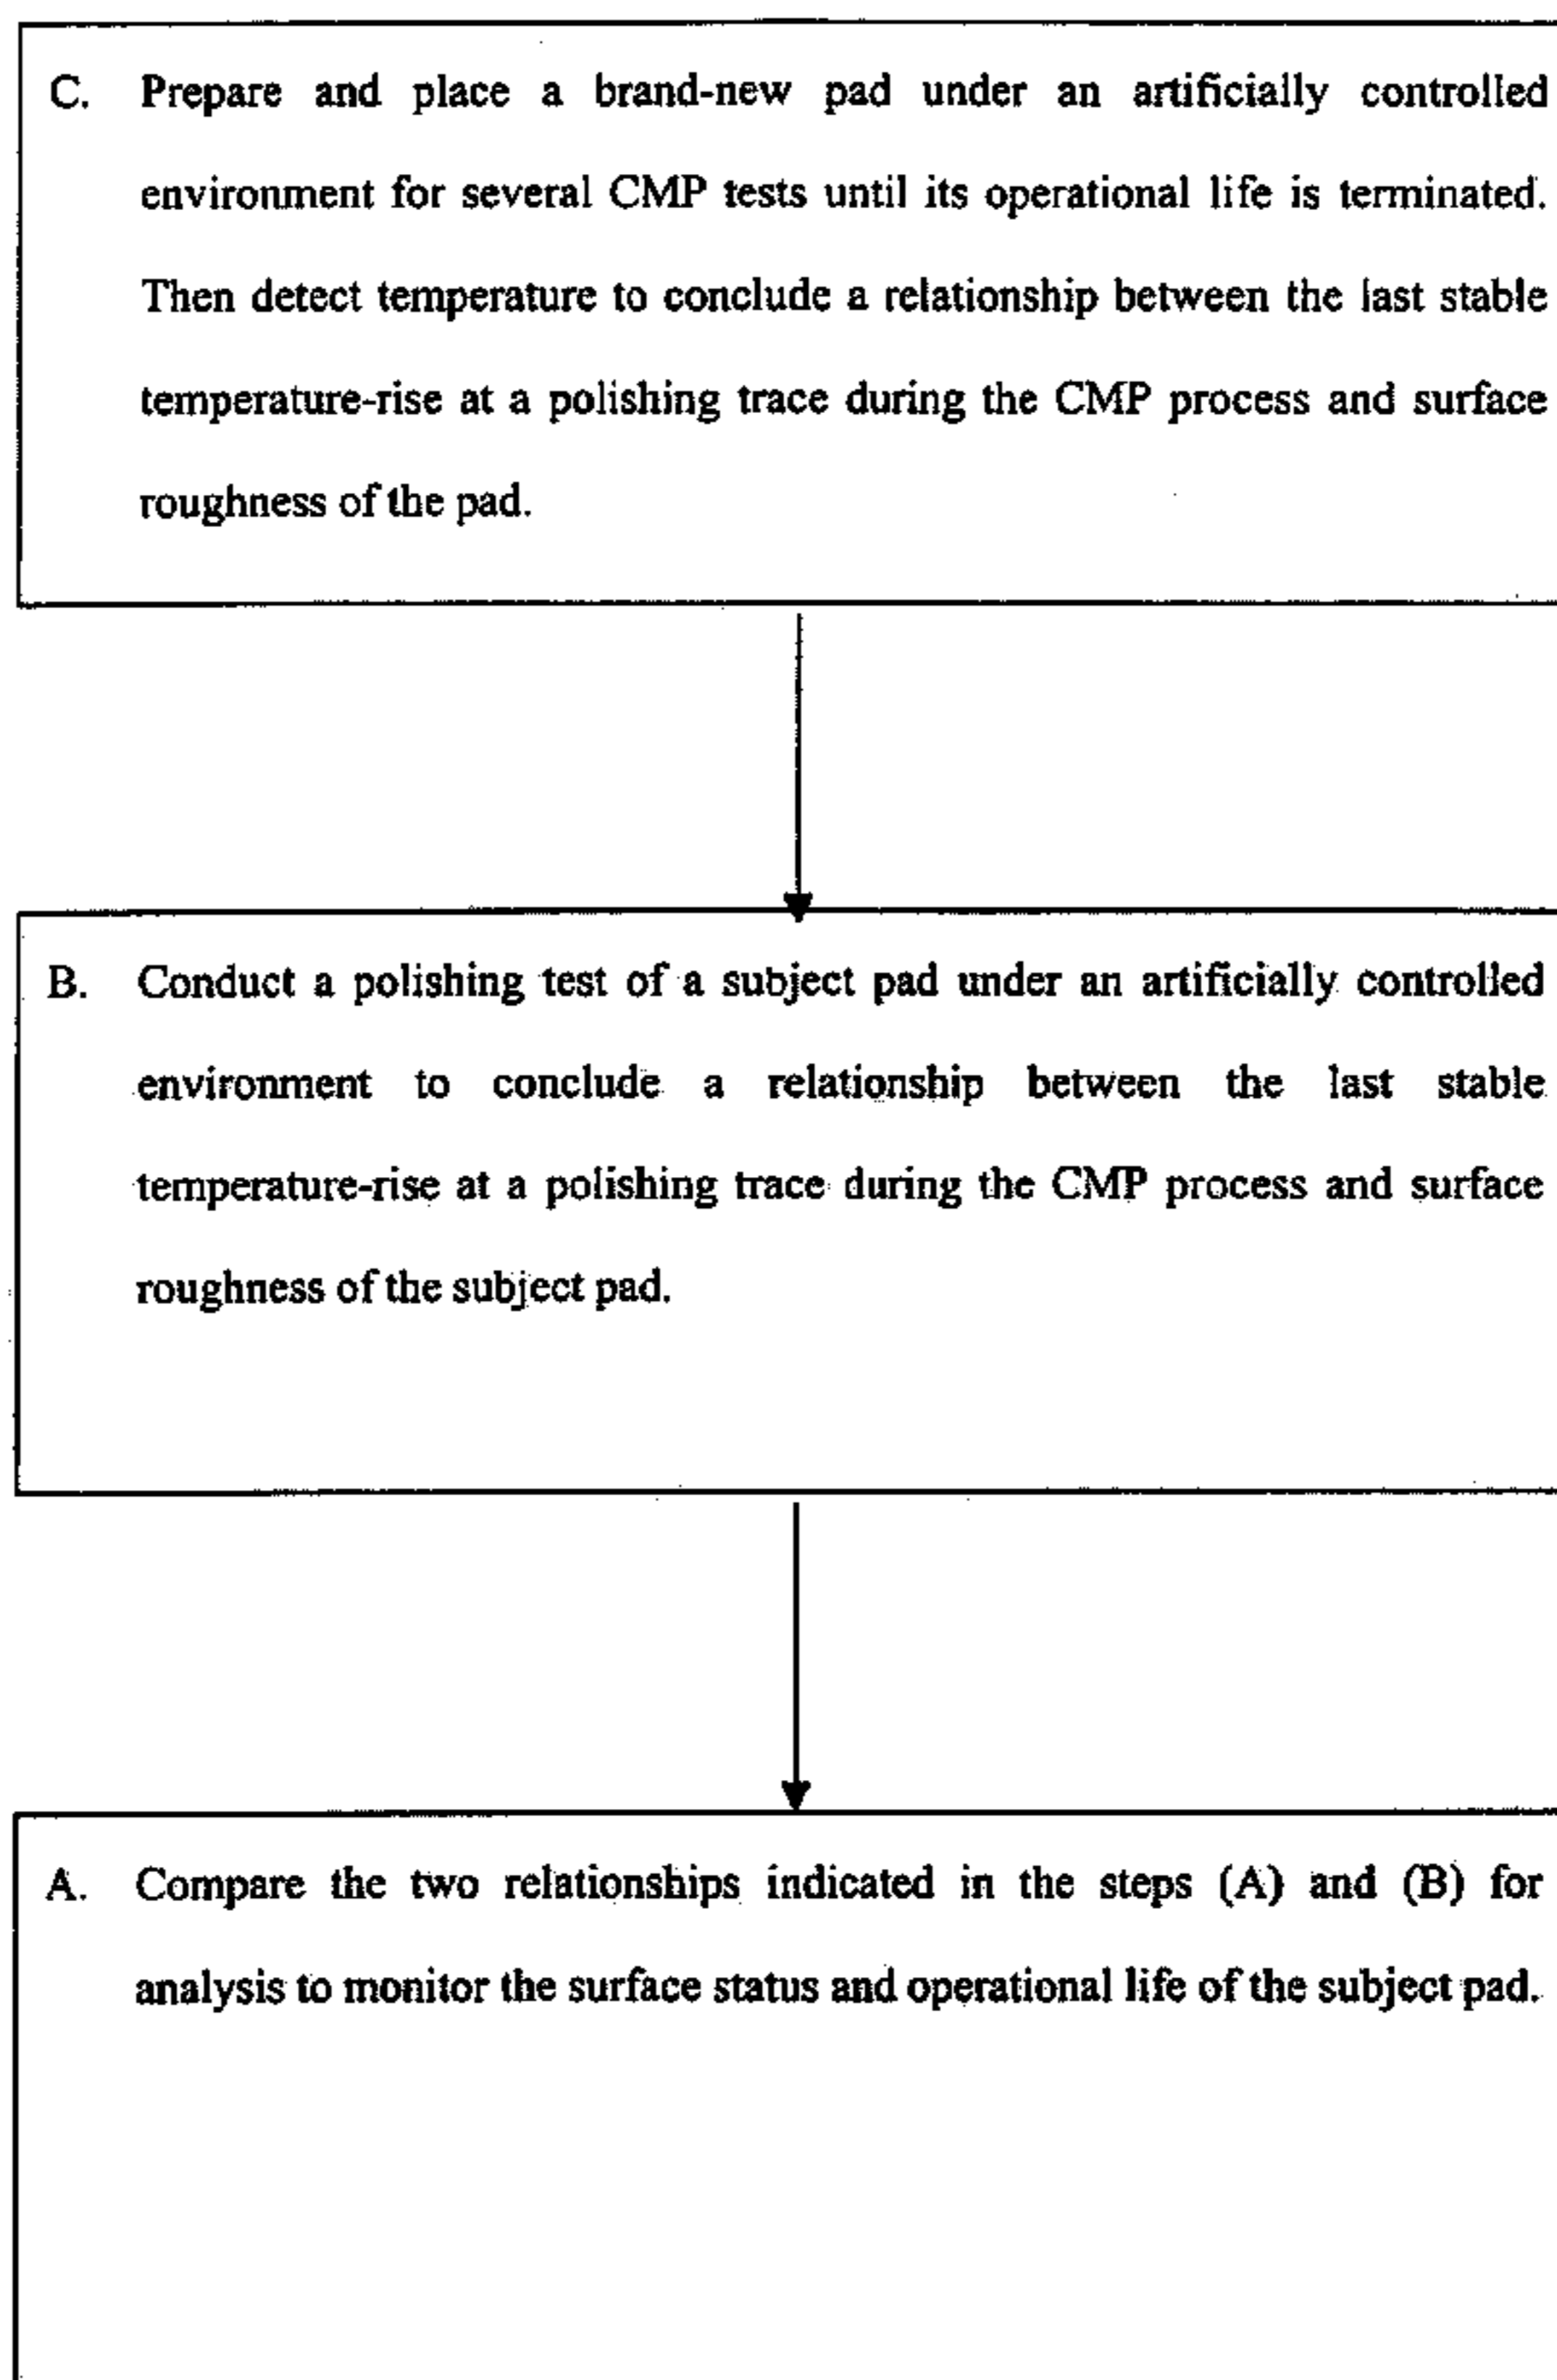 C. Prepare and place a brand-new pad under an artificially controlled
environment for several CMP tests until its operational life is terminated.
Then detect temperature to conclude a relationship between the last stable
temperature-rise at a polishing trace during the CMP process and surface
roughness of the pad.
B. Conduct a polishing test of a subject pad under an artificially controlled
environment to conclude a relationship between the last stable
temperature-rise at a polishing trace during the CMP process and surface
roughness of the subject pad.
A. Compare the two relationships indicated in the steps (A) and (B) for
analysis to monitor the surface status and operational life of the subject pad.